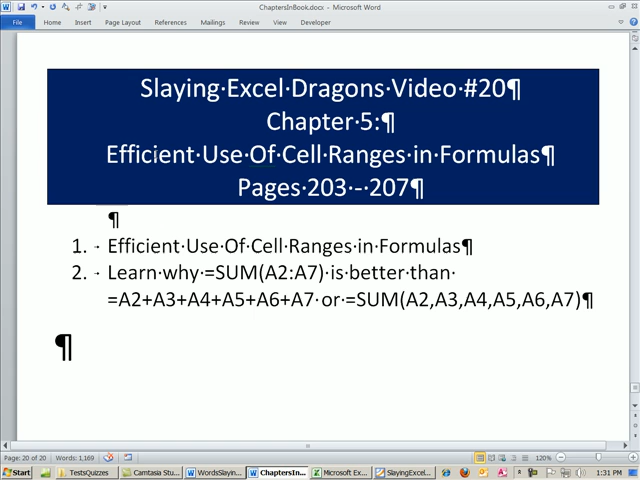 ChaptersInBook.docx - Microsoft Word
File Home Insert Page Layout References Mailings Review View Developer
Slaying·Excel·Dragons·Video·#20¶
Chapter·5:¶
Efficient·Use·Of·Cell·Ranges·in·Formulas¶
Pages·203·-·207¶
¶
1. → Efficient·Use·Of·Cell·Ranges·in·Formulas¶
2. → Learn·why·=SUM(A2:A7)·is·better·than·
=A2+A3+A4+A5+A6+A7·or·=SUM(A2,A3,A4,A5,A6,A7)¶
¶
Page: 20 of 20 Words: 1,169 120%
Start TestsQuizzes Camtasia Stu... WordsSlayin... ChaptersIn... Microsoft Ex... SlayingExcel... 1:31 PM